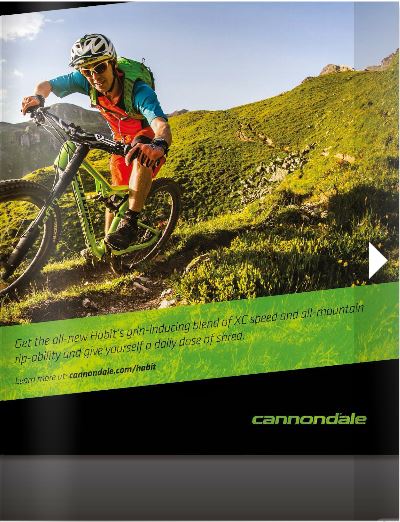 Get the all-new Habit's grin-inducing blend of XC speed and all-mountain
rip-ability and give yourself a daily dose of shred.
Learn more at: cannondale.com/habit
cannondale